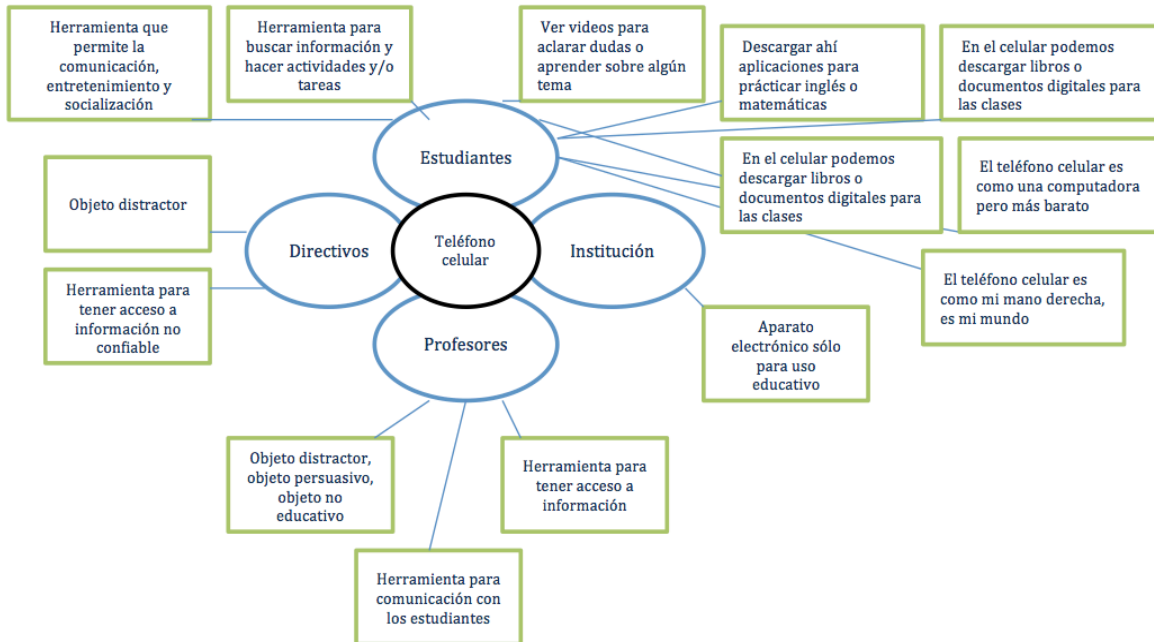 Herramienta que
permite la
comunicación,
entretenimiento y
socialización
Herramienta para
buscar información y
hacer actividades y/o
tareas
Ver videos para
aclarar dudas o
aprender sobre algún
tema
Descargar ahí
aplicaciones para
prácticar inglés o
matemáticas
En el celular podemos
descargar libros o
documentos digitales para
las clases
Estudiantes
En el celular podemos
descargar libros o
documentos digitales para
las clases
El teléfono celular es
como una computadora
pero más barato
Objeto distractor
Directivos
Teléfono
celular
Institución
El teléfono celular es
como mi mano derecha,
es mi mundo
Herramienta para
tener acceso a
información no
confiable
Profesores
Aparato
electrónico sólo
para uso
educativo
Objeto distractor,
objeto persuasivo,
objeto no
educativo
Herramienta para
tener acceso a
información
Herramienta para
comunicación con
los estudiantes